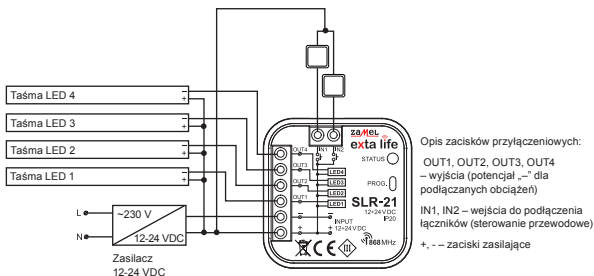 Taśma LED 4
Taśma LED 3
Taśma LED 2
Taśma LED 1
L
N
~230 V
12-24 VDC
Zasilacz
12-24 VDC
ZAMEL
exta life
IN1 IN2
STATUS
OUT4
OUT3
OUT2
OUT1
LED4
LED3
LED2
LED1
PROG.
SLR-21
12÷24 V DC
IP20
INPUT
12÷24V DC
868 MHz
Opis zacisków przyłączeniowych:
OUT1, OUT2, OUT3, OUT4
– wyjścia (potencjał „–” dla
podłączanych obciążeń)
IN1, IN2 – wejścia do podłączenia
łączników (sterowanie przewodowe)
+, - – zaciski zasilające